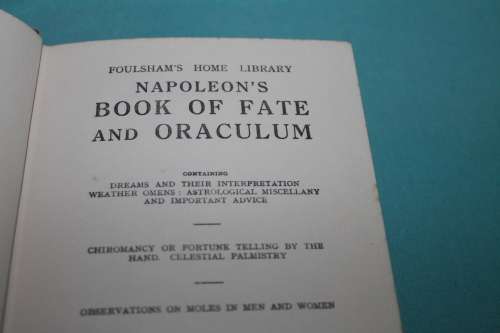 FOULSHAM'S HOME LIBRARY
NAPOLEON'S
BOOK OF FATE
AND ORACULUM
CONTAINING
DREAMS AND THEIR INTERPRETATION
WEATHER OMENS: ASTROLOGICAL MISCELLANY
AND IMPORTANT ADVICE
CHIROMANCY OR FORTUNE TELLING BY THE
HAND. CELESTIAL PALMISTRY
OBSERVATIONS ON MOLES IN MEN AND WOMEN